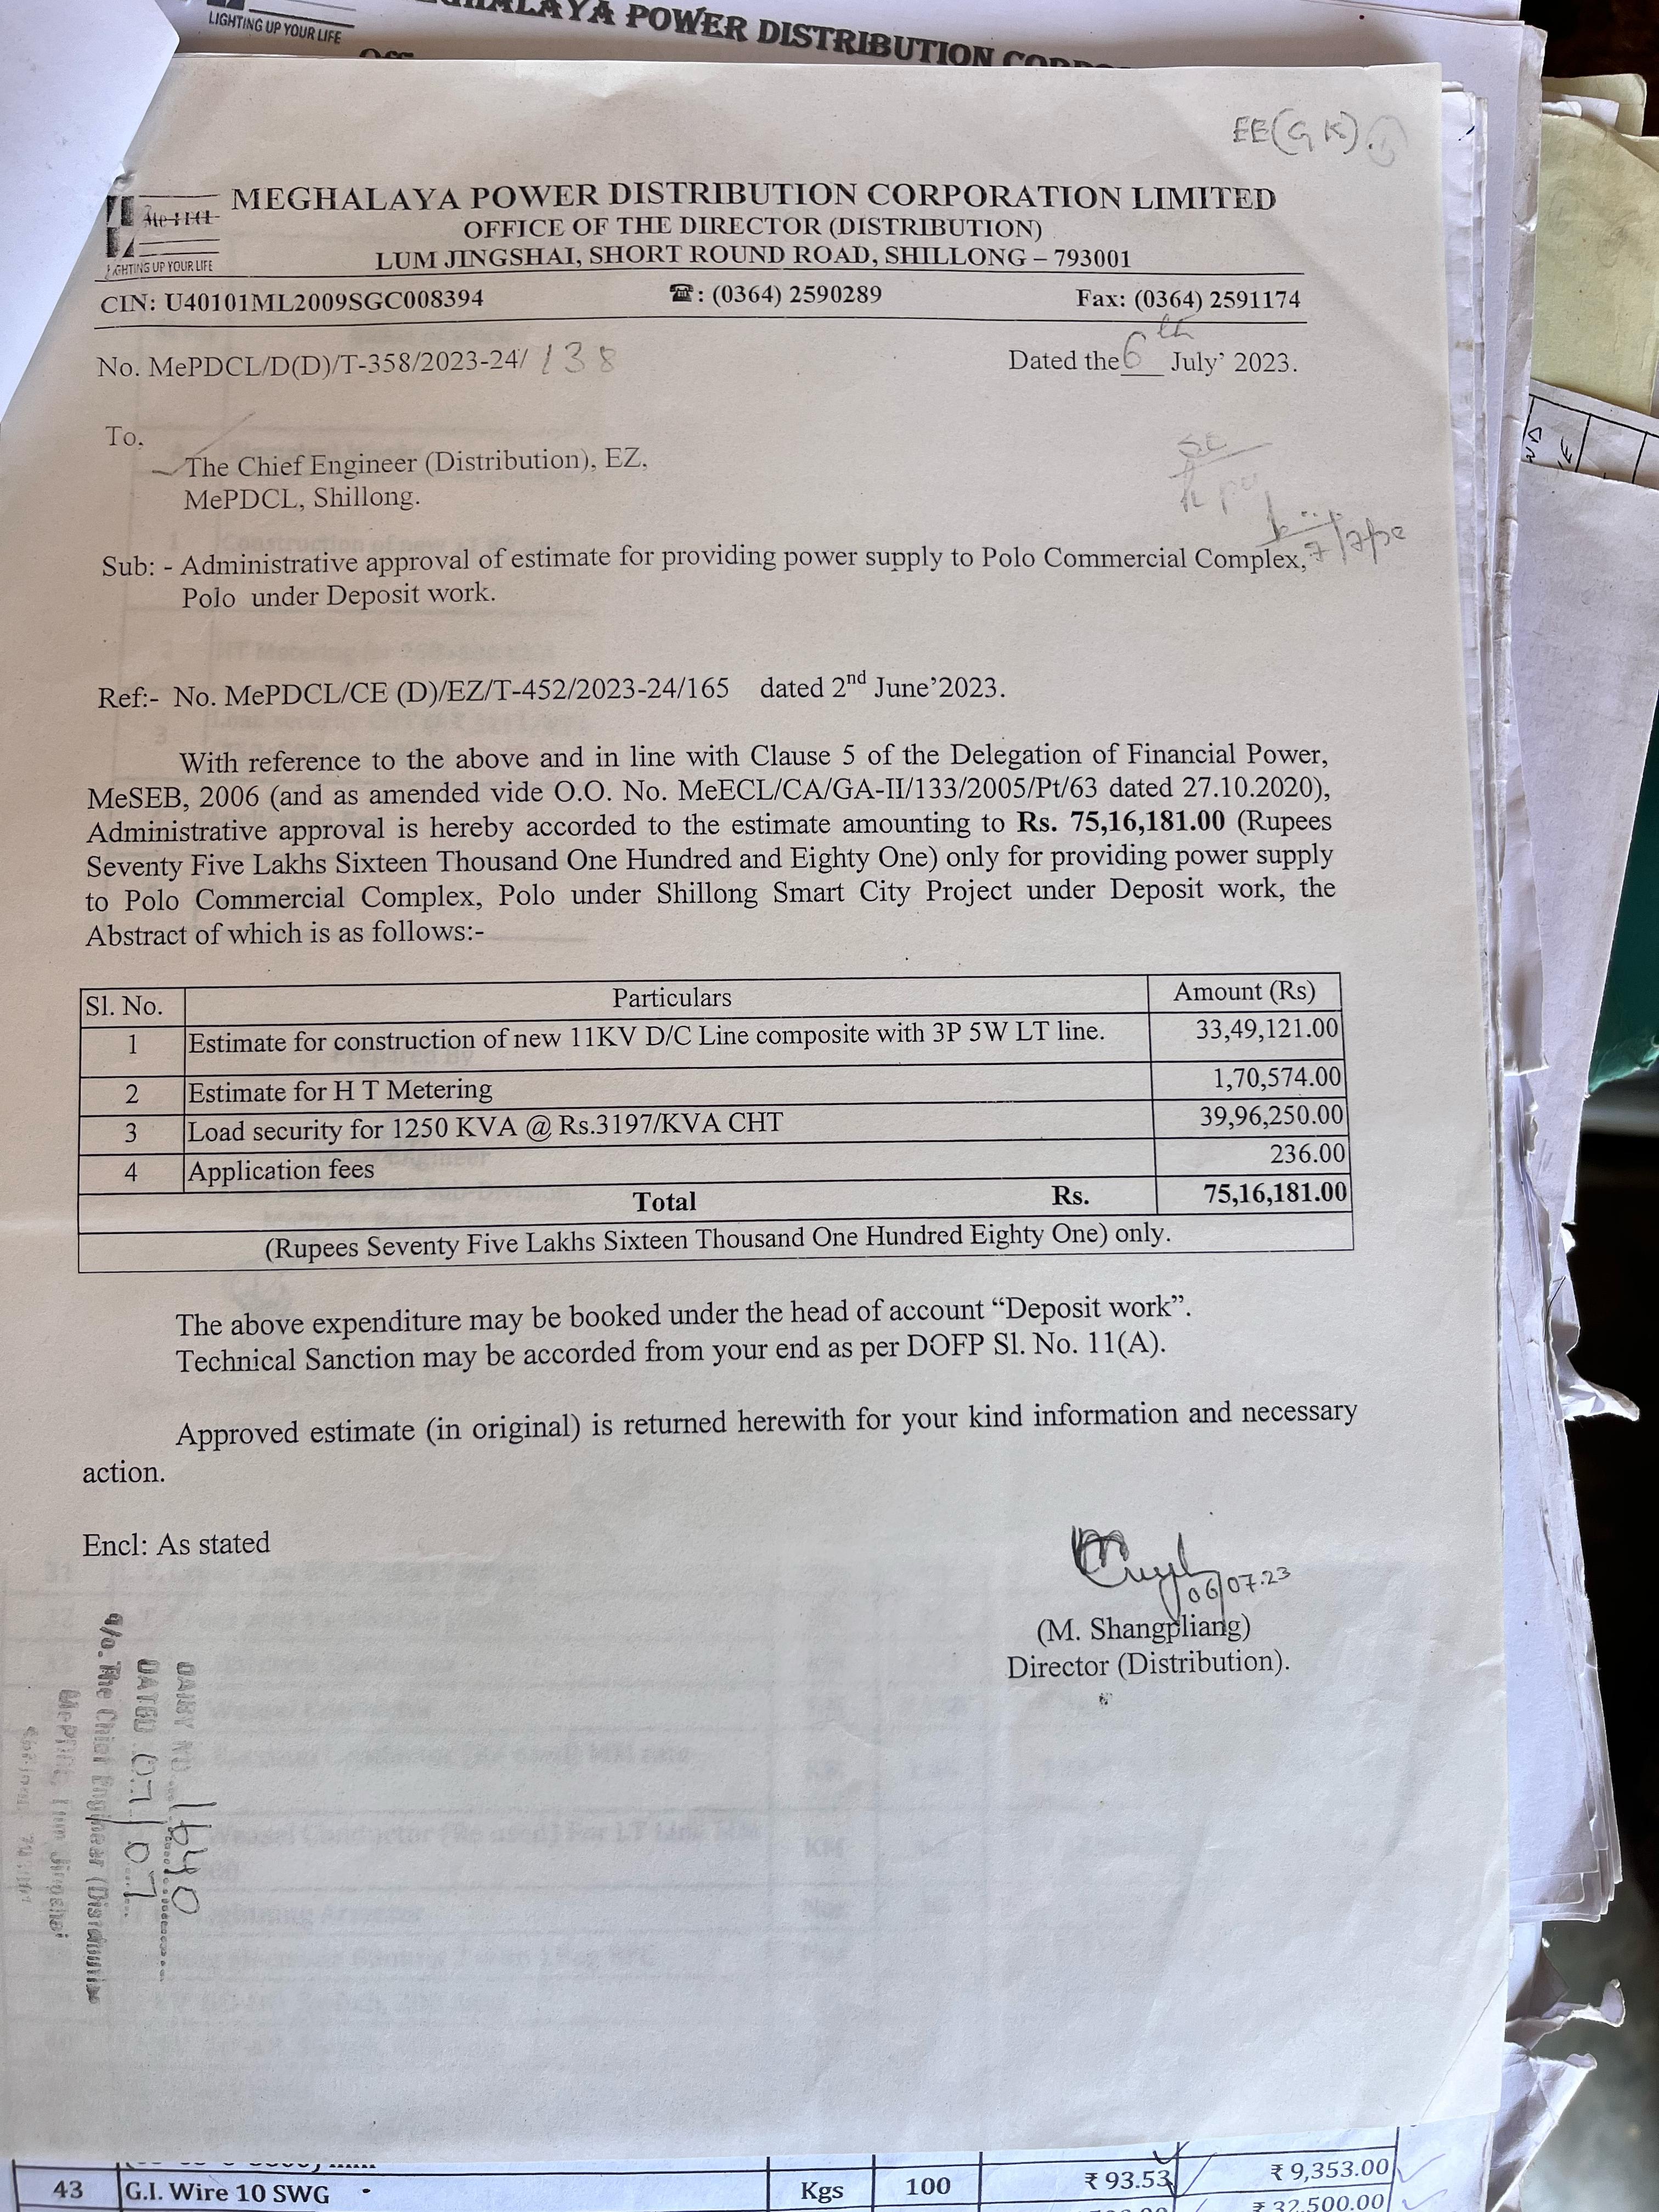 LIGHTING UP YOUR LIFE
POWER DISTRIBUTION
EE(GK).
MEGHALAYA POWER DISTRIBUTION CORPORATION LIMITED
OFFICE OF THE DIRECTOR (DISTRIBUTION)
LUM JINGSHAI, SHORT ROUND ROAD, SHILLONG – 793001
LIGHTING UP YOUR LIFE
CIN: U40101ML2009SGC008394 ☎: (0364) 2590289 Fax: (0364) 2591174
No. MePDCL/D(D)/T-358/2023-24/138 Dated the 6th July' 2023.
To,
The Chief Engineer (Distribution), EZ,
MePDCL, Shillong.
SE
Sub: - Administrative approval of estimate for providing power supply to Polo Commercial Complex,
Polo under Deposit work.
Ref:- No. MePDCL/CE (D)/EZ/T-452/2023-24/165 dated 2nd June'2023.
With reference to the above and in line with Clause 5 of the Delegation of Financial Power,
MeSEB, 2006 (and as amended vide O.O. No. MeECL/CA/GA-II/133/2005/Pt/63 dated 27.10.2020),
Administrative approval is hereby accorded to the estimate amounting to Rs. 75,16,181.00 (Rupees
Seventy Five Lakhs Sixteen Thousand One Hundred and Eighty One) only for providing power supply
to Polo Commercial Complex, Polo under Shillong Smart City Project under Deposit work, the
Abstract of which is as follows:-
Sl. No. Particulars Amount (Rs)
1 Estimate for construction of new 11KV D/C Line composite with 3P 5W LT line. 33,49,121.00
2 Estimate for H T Metering 1,70,574.00
3 Load security for 1250 KVA @ Rs.3197/KVA CHT 39,96,250.00
4 Application fees 236.00
Total Rs. 75,16,181.00
(Rupees Seventy Five Lakhs Sixteen Thousand One Hundred Eighty One) only.
The above expenditure may be booked under the head of account “Deposit work”.
Technical Sanction may be accorded from your end as per DOFP Sl. No. 11(A).
Approved estimate (in original) is returned herewith for your kind information and necessary
action.
Encl: As stated
06/07.23
(M. Shangpliang)
Director (Distribution).
DAIRY NO 1640
DATED 07/07
o/o. The Chief Engineer
MePDCL, Lum Jingshai
43 G.I. Wire 10 SWG Kgs 100 ₹ 93.53 ₹ 9,353.00
₹ 32,500.00